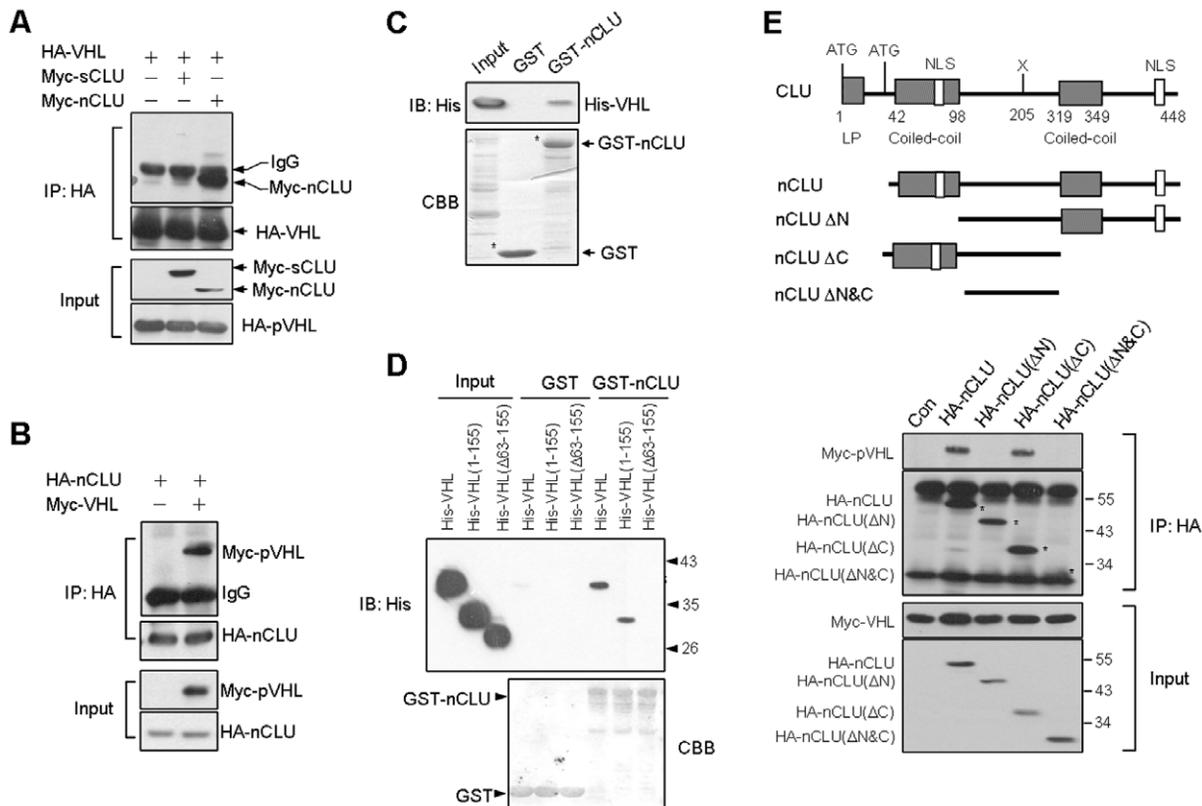 A
HA-VHL + + +
Myc-sCLU – + –
Myc-nCLU – – +
IP: HA
IgG
Myc-nCLU
HA-VHL
Input
Myc-sCLU
Myc-nCLU
HA-pVHL
B
HA-nCLU + +
Myc-VHL – +
IP: HA
Myc-pVHL
IgG
HA-nCLU
Input
Myc-pVHL
HA-nCLU
C
Input GST GST-nCLU
IB: His
His-VHL
*
GST-nCLU
CBB
*
GST
D
Input GST GST-nCLU
His-VHL His-VHL(1-155) His-VHL(Δ63-155) His-VHL His-VHL(1-155) His-VHL(Δ63-155) His-VHL His-VHL(1-155) His-VHL(Δ63-155)
IB: His
43
35
26
GST-nCLU
CBB
GST
E
ATG ATG NLS X NLS
CLU
1 42 98 205 319 349 448
LP Coiled-coil Coiled-coil
nCLU
nCLU ΔN
nCLU ΔC
nCLU ΔN&C
Con HA-nCLU HA-nCLU(ΔN) HA-nCLU(ΔC) HA-nCLU(ΔN&C)
Myc-pVHL
HA-nCLU * 55
HA-nCLU(ΔN) * 43
HA-nCLU(ΔC) * 34
HA-nCLU(ΔN&C) *
IP: HA
Myc-VHL
HA-nCLU 55
HA-nCLU(ΔN) 43
HA-nCLU(ΔC) 34
HA-nCLU(ΔN&C)
Input